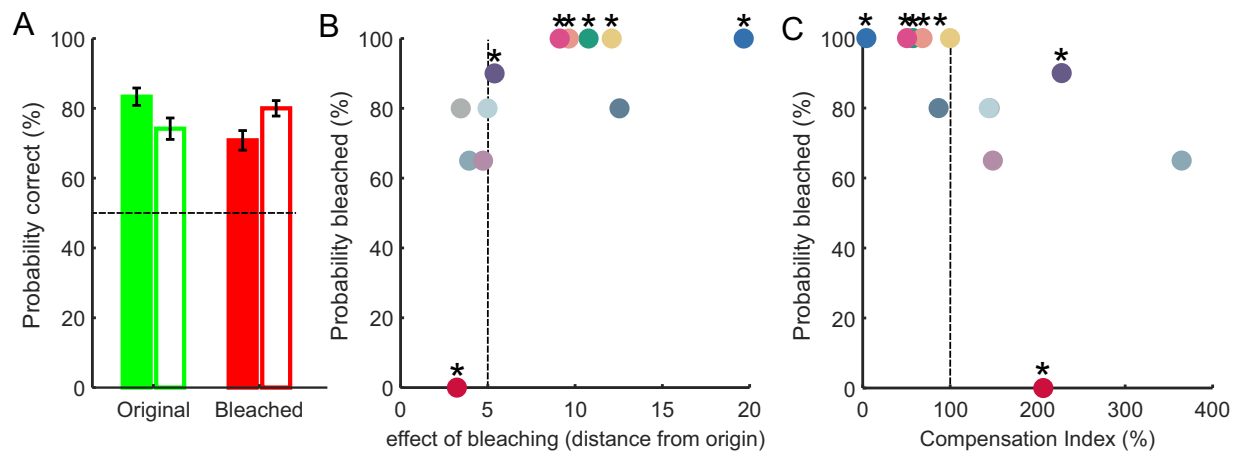 A
Probability correct (%)
100
80
60
40
20
0
Original Bleached
B
Probability bleached (%)
100
80
60
40
20
0
* * * * *
*
*
0 5 10 15 20
effect of bleaching (distance from origin)
C
Probability bleached (%)
100
80
60
40
20
0
* * * * *
*
*
0 100 200 300 400
Compensation Index (%)